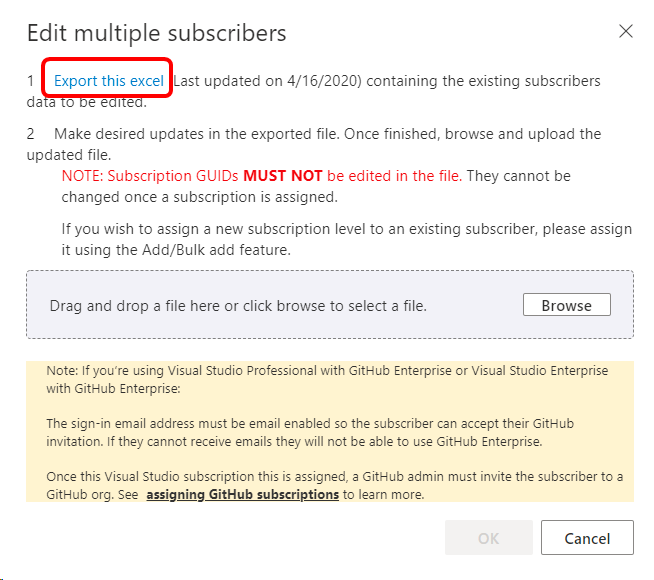 Edit multiple subscribers
1 Export this excel (Last updated on 4/16/2020) containing the existing subscribers
data to be edited.
2 Make desired updates in the exported file. Once finished, browse and upload the
updated file.
NOTE: Subscription GUIDs MUST NOT be edited in the file. They cannot be
changed once a subscription is assigned.
If you wish to assign a new subscription level to an existing subscriber, please assign
it using the Add/Bulk add feature.
Drag and drop a file here or click browse to select a file.
Browse
Note: If you're using Visual Studio Professional with GitHub Enterprise or Visual Studio Enterprise
with GitHub Enterprise:
The sign-in email address must be email enabled so the subscriber can accept their GitHub
invitation. If they cannot receive emails they will not be able to use GitHub Enterprise.
Once this Visual Studio subscription this is assigned, a GitHub admin must invite the subscriber to a
GitHub org. See assigning GitHub subscriptions to learn more.
OK
Cancel